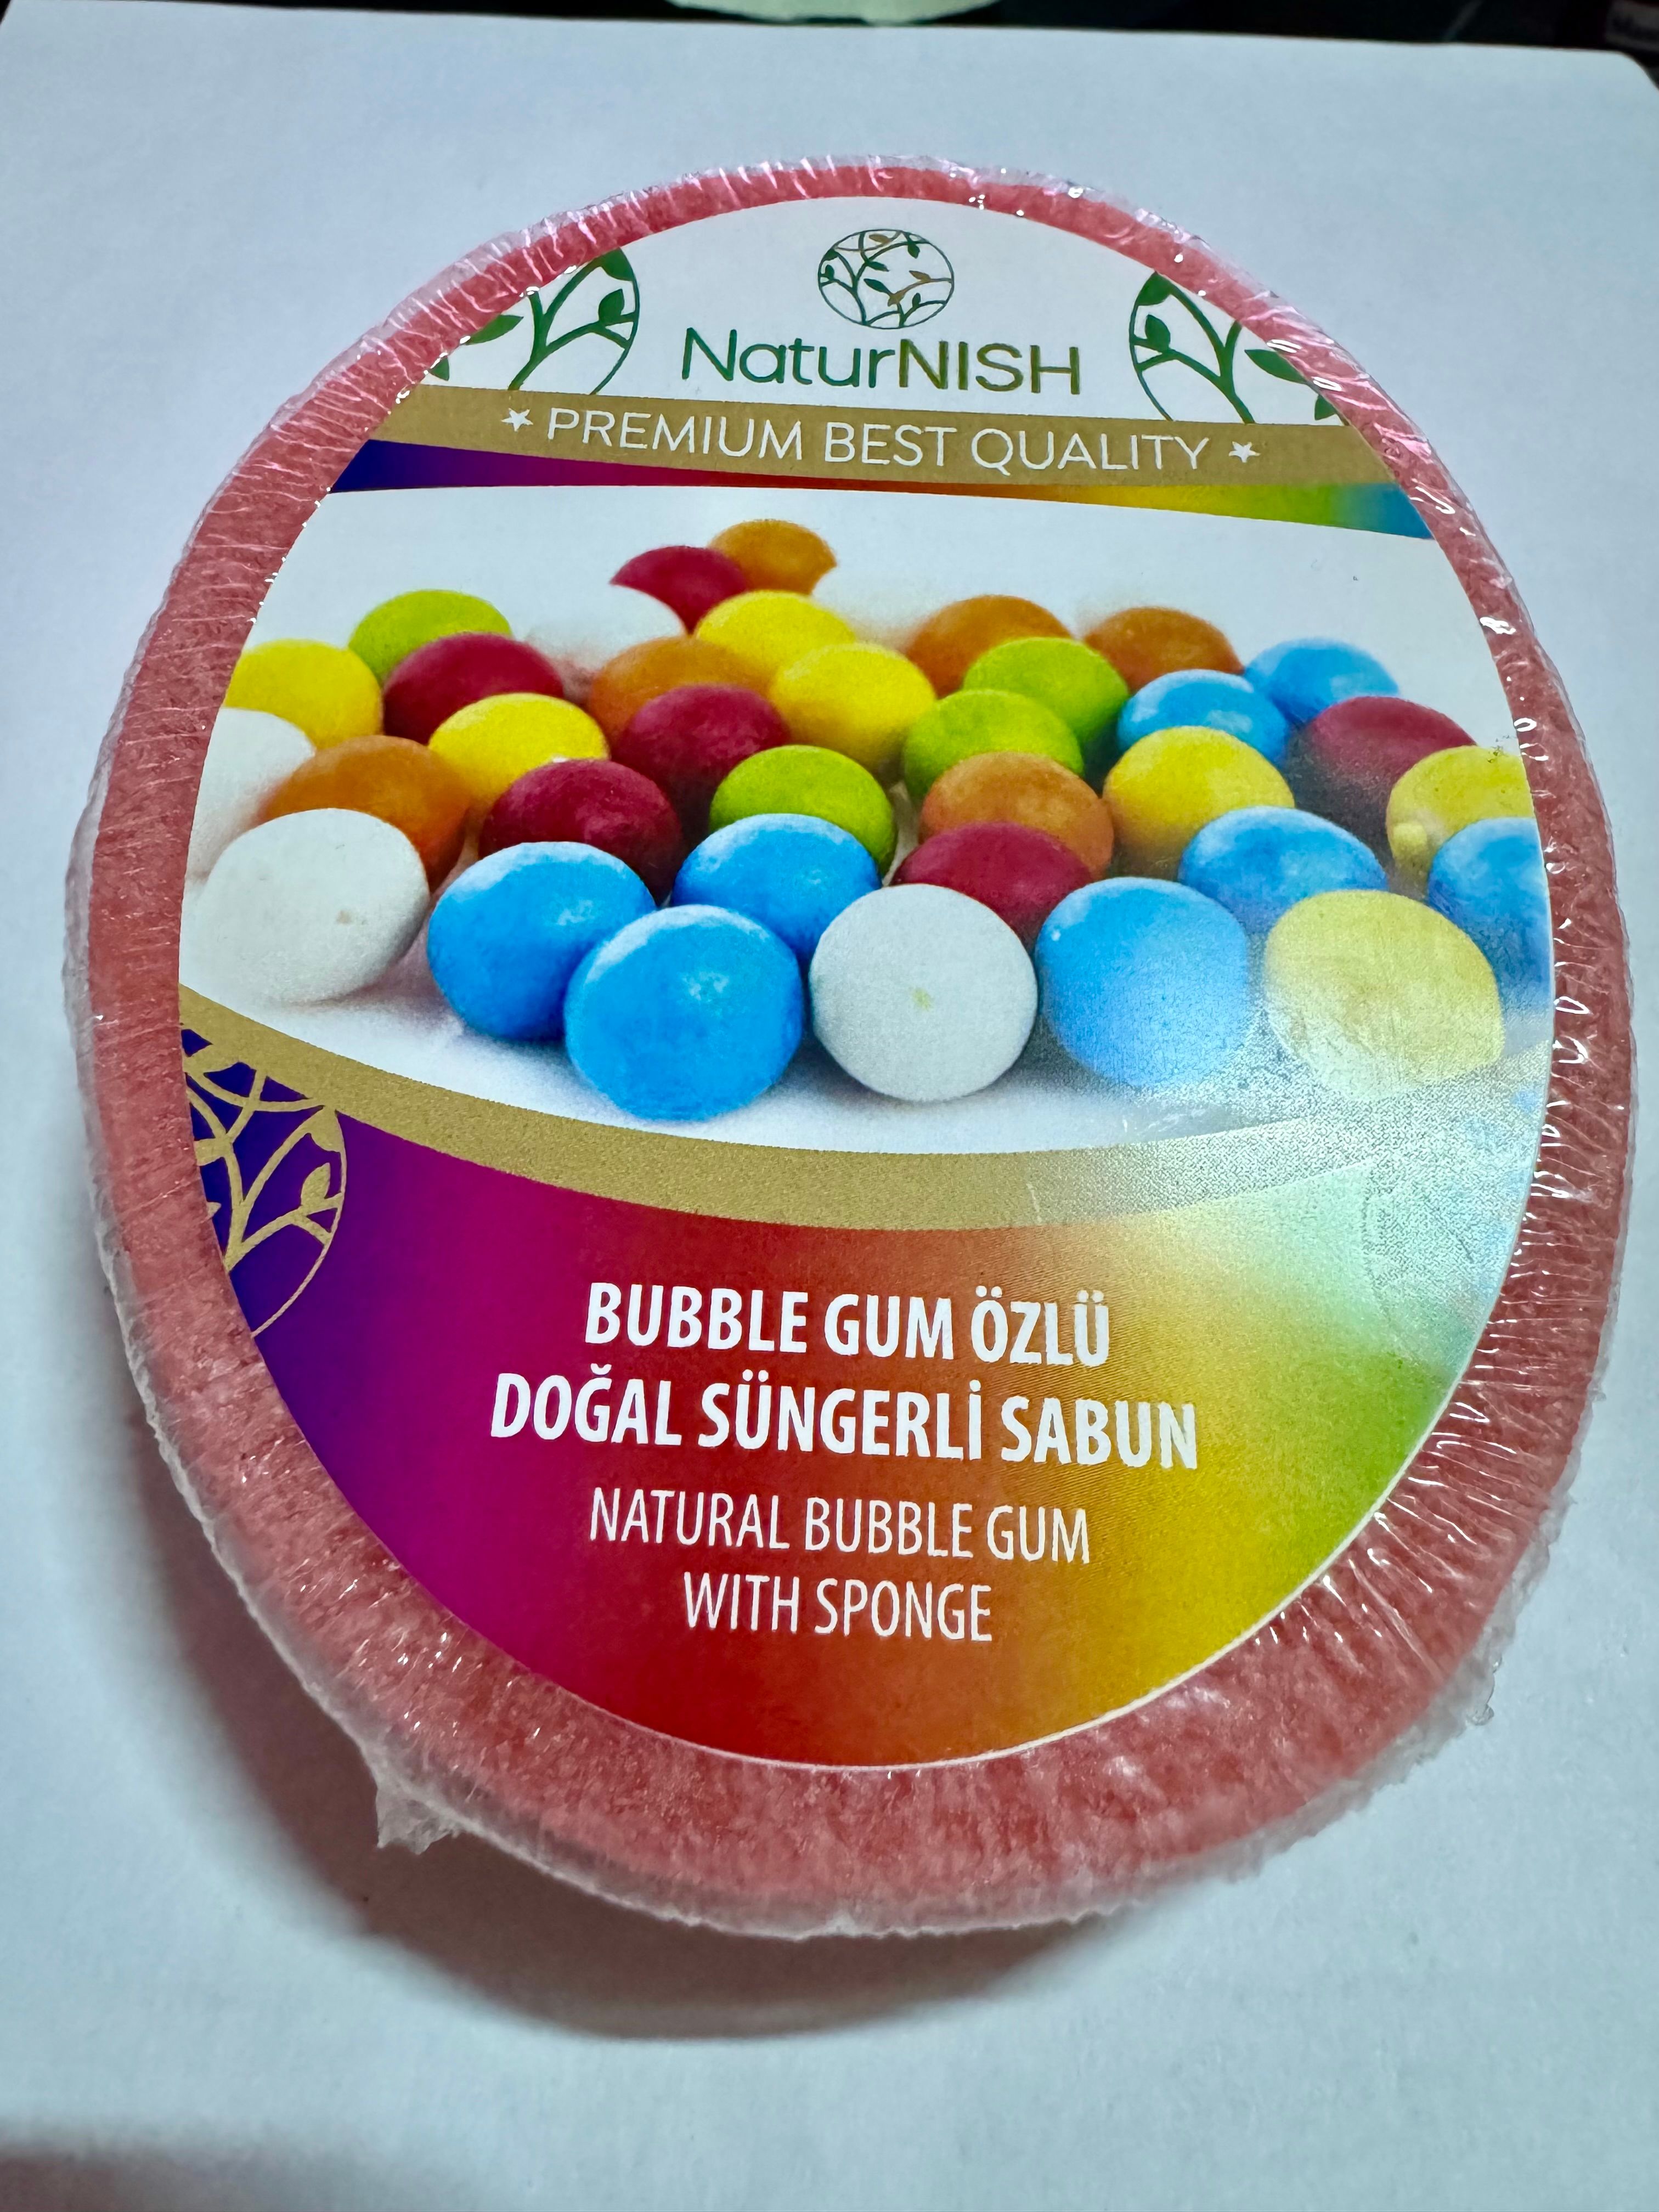 NaturNISH
★ PREMIUM BEST QUALITY ★
BUBBLE GUM ÖZLÜ
DOĞAL SÜNGERLİ SABUN
NATURAL BUBBLE GUM
WITH SPONGE